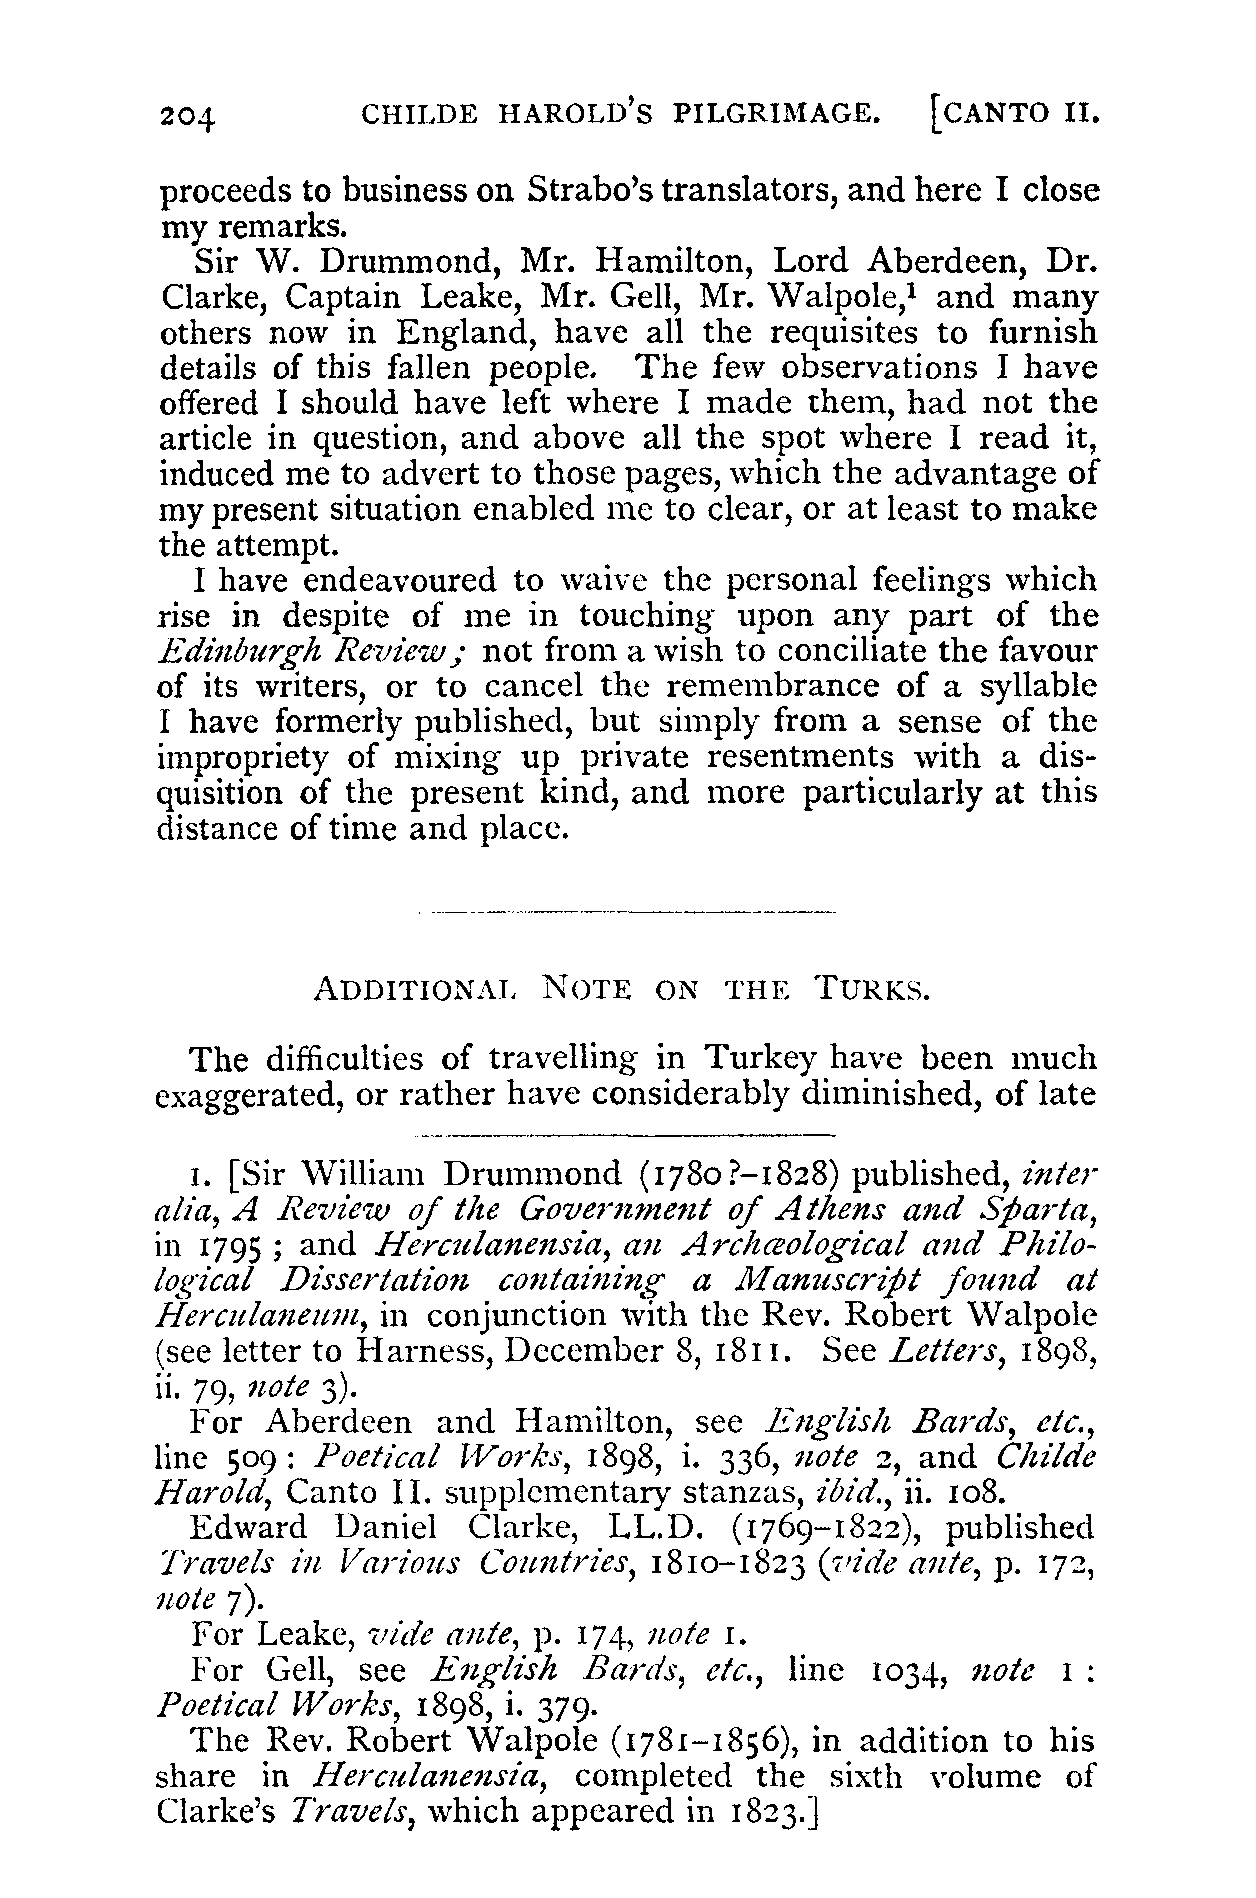 204 CHILDE HAROLD'S PILGRIMAGE. [CANTO II.
proceeds to business on Strabo's translators, and here I close
my remarks.
Sir W. Drummond, Mr. Hamilton, Lord Aberdeen, Dr.
Clarke, Captain Leake, Mr. Gell, Mr. Walpole,¹ and many
others now in England, have all the requisites to furnish
details of this fallen people. The few observations I have
offered I should have left where I made them, had not the
article in question, and above all the spot where I read it,
induced me to advert to those pages, which the advantage of
my present situation enabled me to clear, or at least to make
the attempt.
I have endeavoured to waive the personal feelings which
rise in despite of me in touching upon any part of the
Edinburgh Review; not from a wish to conciliate the favour
of its writers, or to cancel the remembrance of a syllable
I have formerly published, but simply from a sense of the
impropriety of mixing up private resentments with a dis-
quisition of the present kind, and more particularly at this
distance of time and place.
ADDITIONAL NOTE ON THE TURKS.
The difficulties of travelling in Turkey have been much
exaggerated, or rather have considerably diminished, of late
1. [Sir William Drummond (1780?-1828) published, inter
alia, A Review of the Government of Athens and Sparta,
in 1795; and Herculanensia, an Archæological and Philo-
logical Dissertation containing a Manuscript found at
Herculaneum, in conjunction with the Rev. Robert Walpole
(see letter to Harness, December 8, 1811. See Letters, 1898,
ii. 79, note 3).
For Aberdeen and Hamilton, see English Bards, etc.,
line 509: Poetical Works, 1898, i. 336, note 2, and Childe
Harold, Canto II. supplementary stanzas, ibid., ii. 108.
Edward Daniel Clarke, LL.D. (1769-1822), published
Travels in Various Countries, 1810-1823 (vide ante, p. 172,
note 7).
For Leake, vide ante, p. 174, note 1.
For Gell, see English Bards, etc., line 1034, note 1:
Poetical Works, 1898, i. 379.
The Rev. Robert Walpole (1781-1856), in addition to his
share in Herculanensia, completed the sixth volume of
Clarke's Travels, which appeared in 1823.]